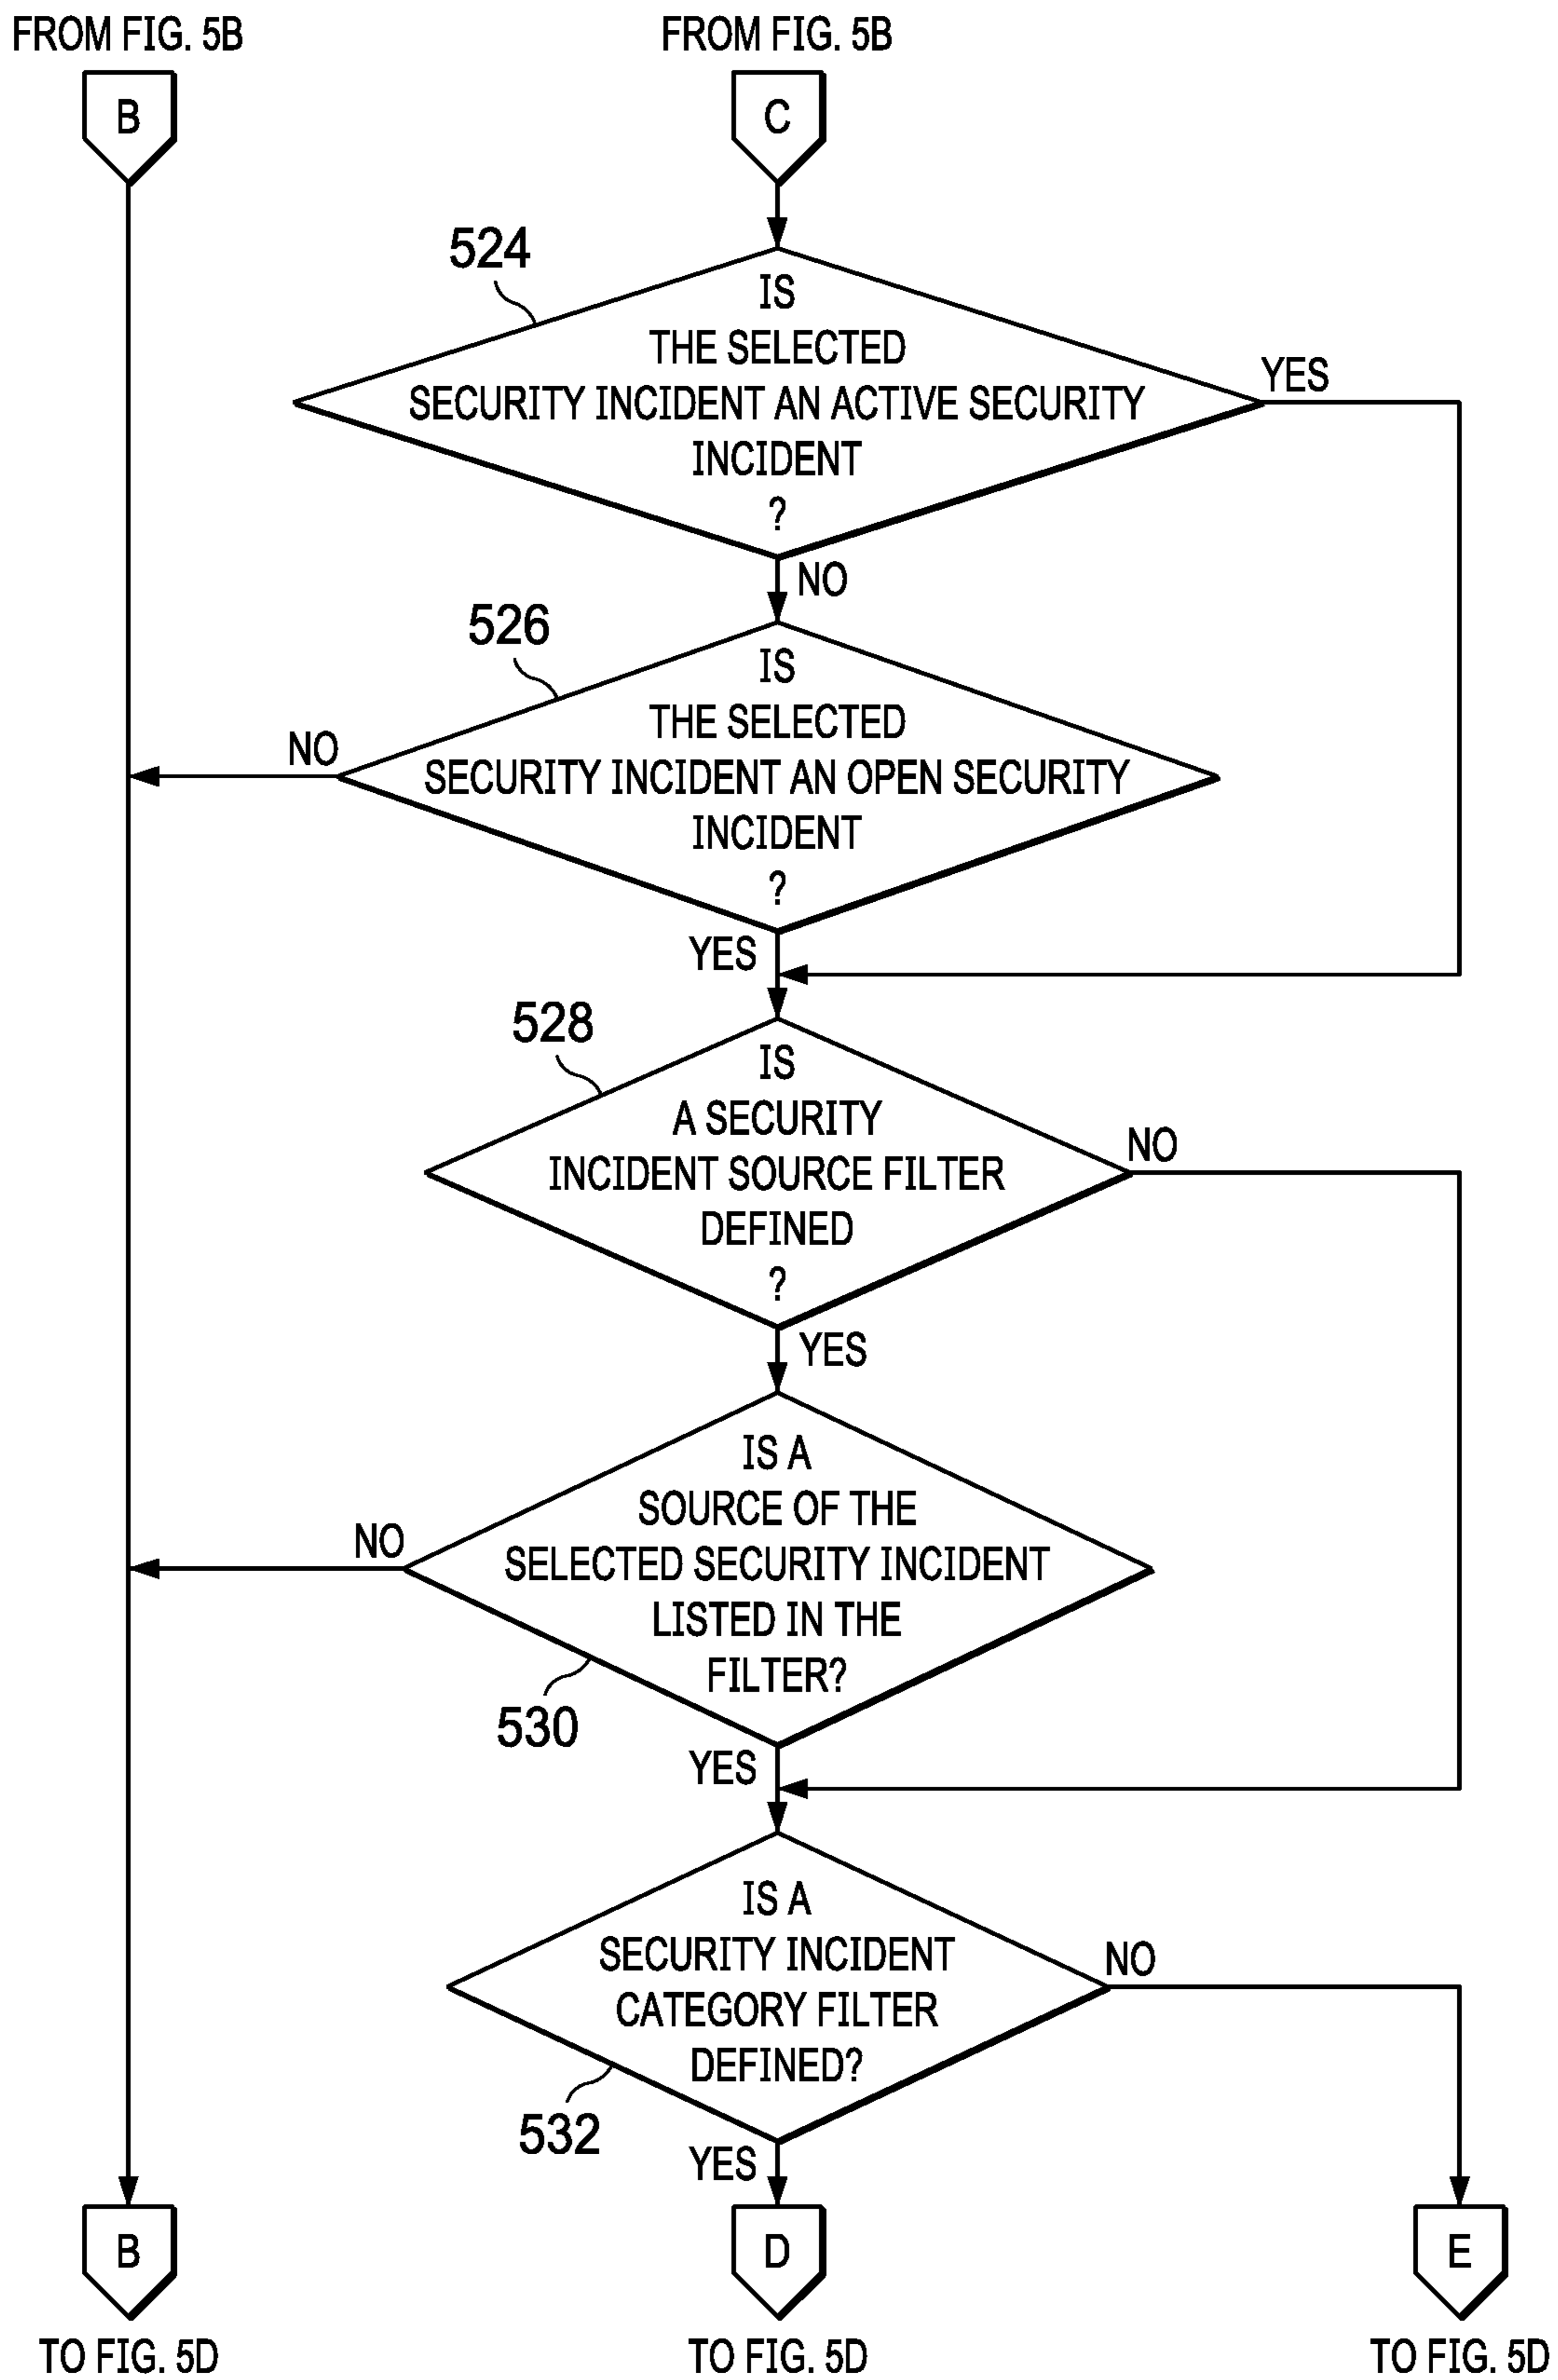 FROM FIG. 5B
FROM FIG. 5B
B
C
524
IS
THE SELECTED
SECURITY INCIDENT AN ACTIVE SECURITY
INCIDENT
?
YES
NO
526
IS
THE SELECTED
SECURITY INCIDENT AN OPEN SECURITY
INCIDENT
?
NO
YES
528
IS
A SECURITY
INCIDENT SOURCE FILTER
DEFINED
?
NO
YES
IS A
SOURCE OF THE
SELECTED SECURITY INCIDENT
LISTED IN THE
FILTER?
NO
530
YES
IS A
SECURITY INCIDENT
CATEGORY FILTER
DEFINED?
NO
532
YES
B
D
E
TO FIG. 5D
TO FIG. 5D
TO FIG. 5D